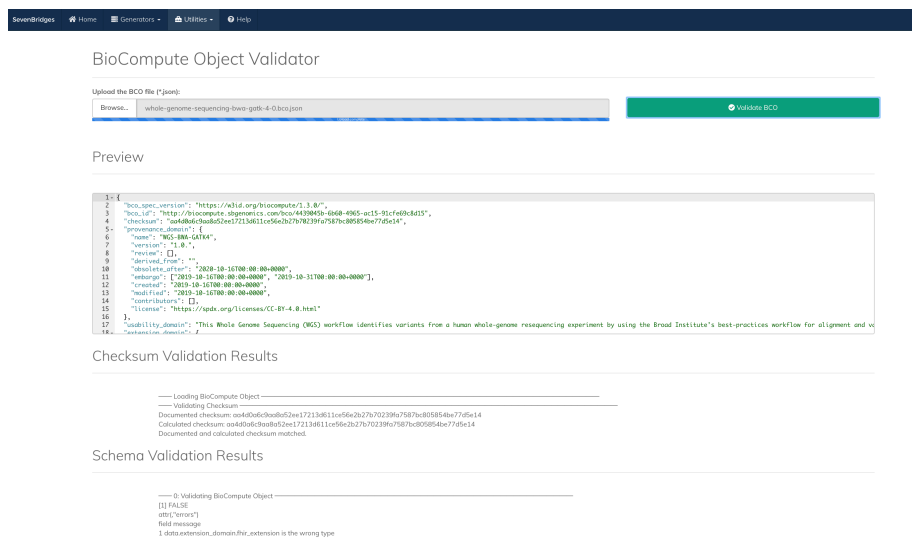 SevenBridges Home Generators Utilities Help
BioCompute Object Validator
Upload the BCO file (*.json):
Browse... whole-genome-sequencing-bwa-gatk-4-0.bco.json
Validate BCO
Preview
1 {
2 "bco_spec_version": "https://w3id.org/biocompute/1.3.0/",
3 "bco_id": "http://biocompute.sbgenomics.com/bco/4439045b-6b60-4965-ac15-91cfe69c8d15",
4 "checksum": "aa4d0a6c9aa8a52ee17213d611ce56e2b27b70239fa7587bc805854be77d5e14",
5 "provenance_domain": {
6 "name": "WGS-BWA-GATK4",
7 "version": "1.0.",
8 "review": [],
9 "derived_from": "",
10 "obsolete_after": "2020-10-16T00:00:00+0000",
11 "embargo": ["2019-10-16T00:00:00+0000", "2019-10-31T00:00:00+0000"],
12 "created": "2019-10-16T00:00:00+0000",
13 "modified": "2019-10-16T00:00:00+0000",
14 "contributors": [],
15 "license": "https://spdx.org/licenses/CC-BY-4.0.html"
16 },
17 "usability_domain": "This Whole Genome Sequencing (WGS) workflow identifies variants from a human whole-genome resequencing experiment by using the Broad Institute's best-practices workflow for alignment and va
18 "extension_domain": {
Checksum Validation Results
—— Loading BioCompute Object ——
—— Validating Checksum ——
Documented checksum: aa4d0a6c9aa8a52ee17213d611ce56e2b27b70239fa7587bc805854be77d5e14
Calculated checksum: aa4d0a6c9aa8a52ee17213d611ce56e2b27b70239fa7587bc805854be77d5e14
Documented and calculated checksum matched.
Schema Validation Results
—— 0: Validating BioCompute Object ——
[1] FALSE
attr(,"errors")
field message
1 data.extension_domain.fhir_extension is the wrong type